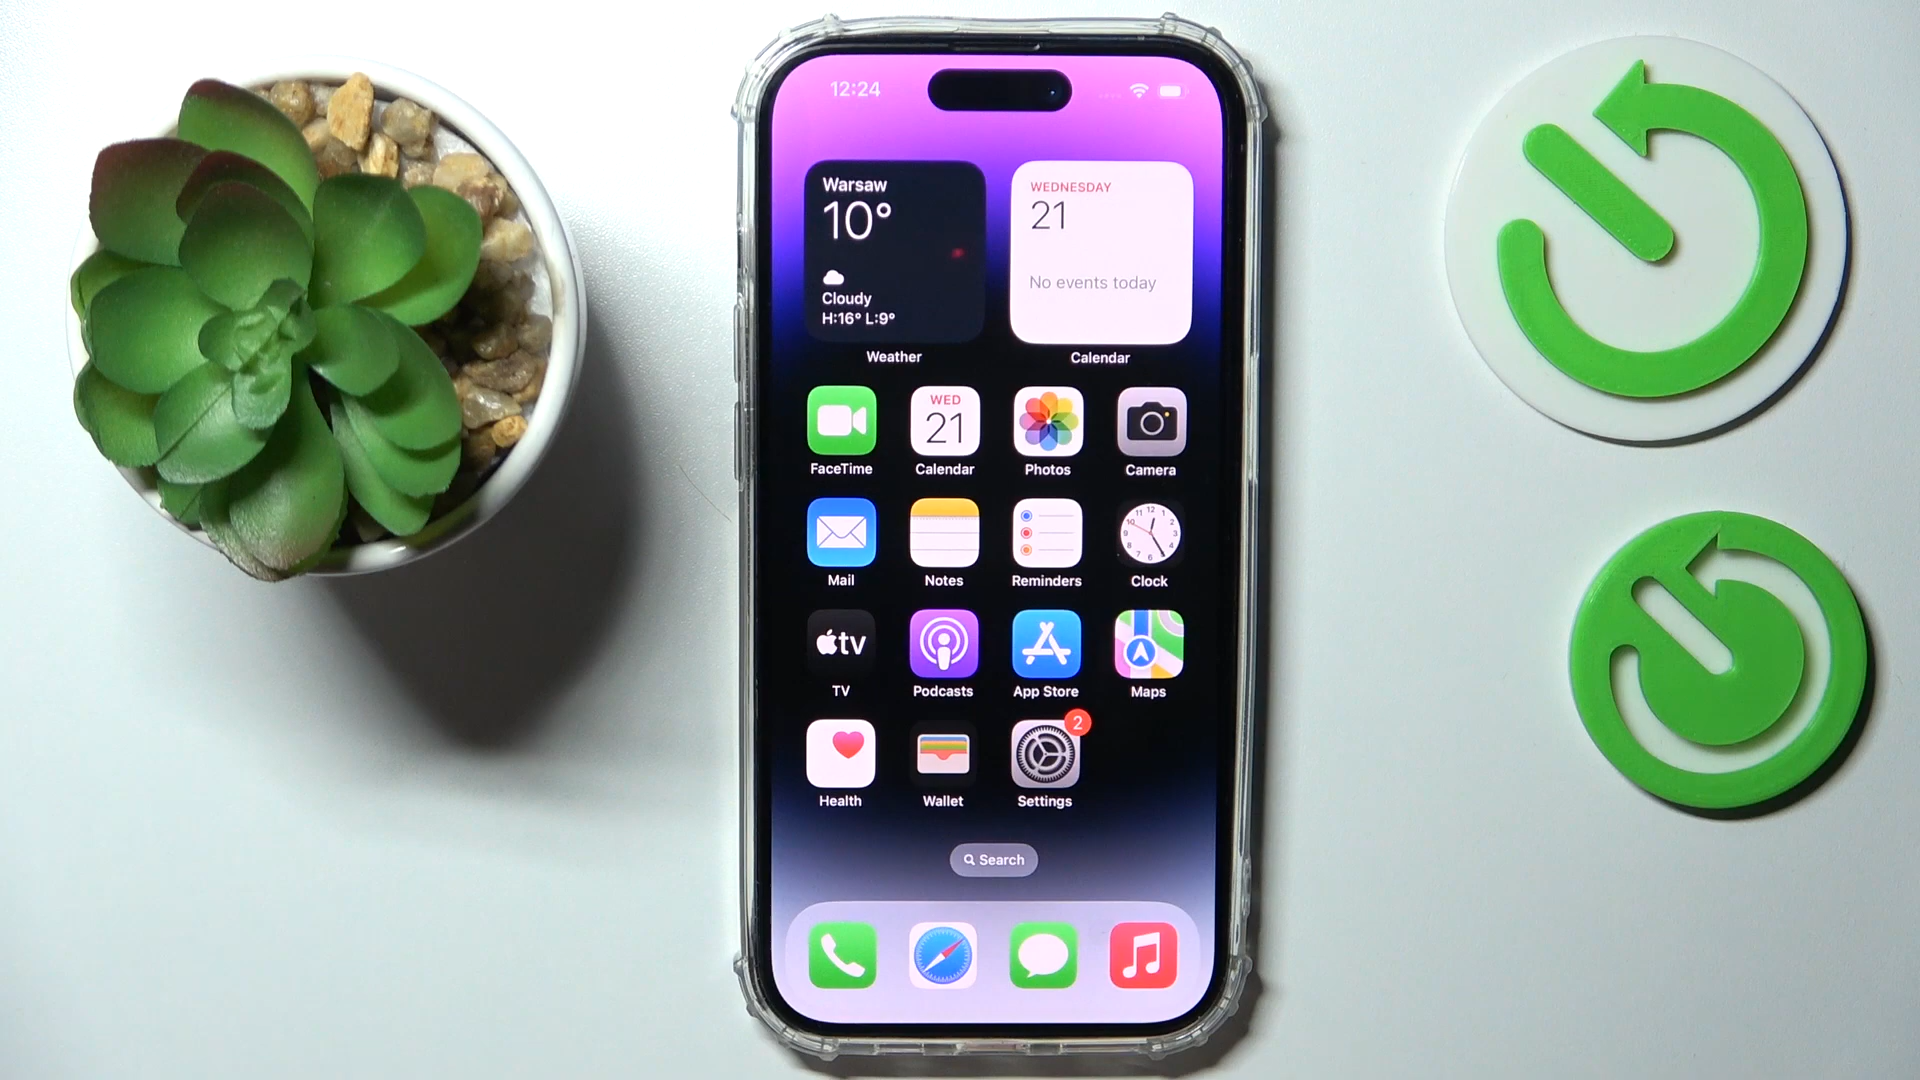 12:24
Warsaw
10°
Cloudy
H:16° L:9°
Weather
WEDNESDAY
21
No events today
Calendar
FaceTime
WED
21
Calendar
Photos
Camera
Mail
Notes
Reminders
Clock
tv
TV
Podcasts
App Store
Maps
Health
Wallet
2
Settings
Search